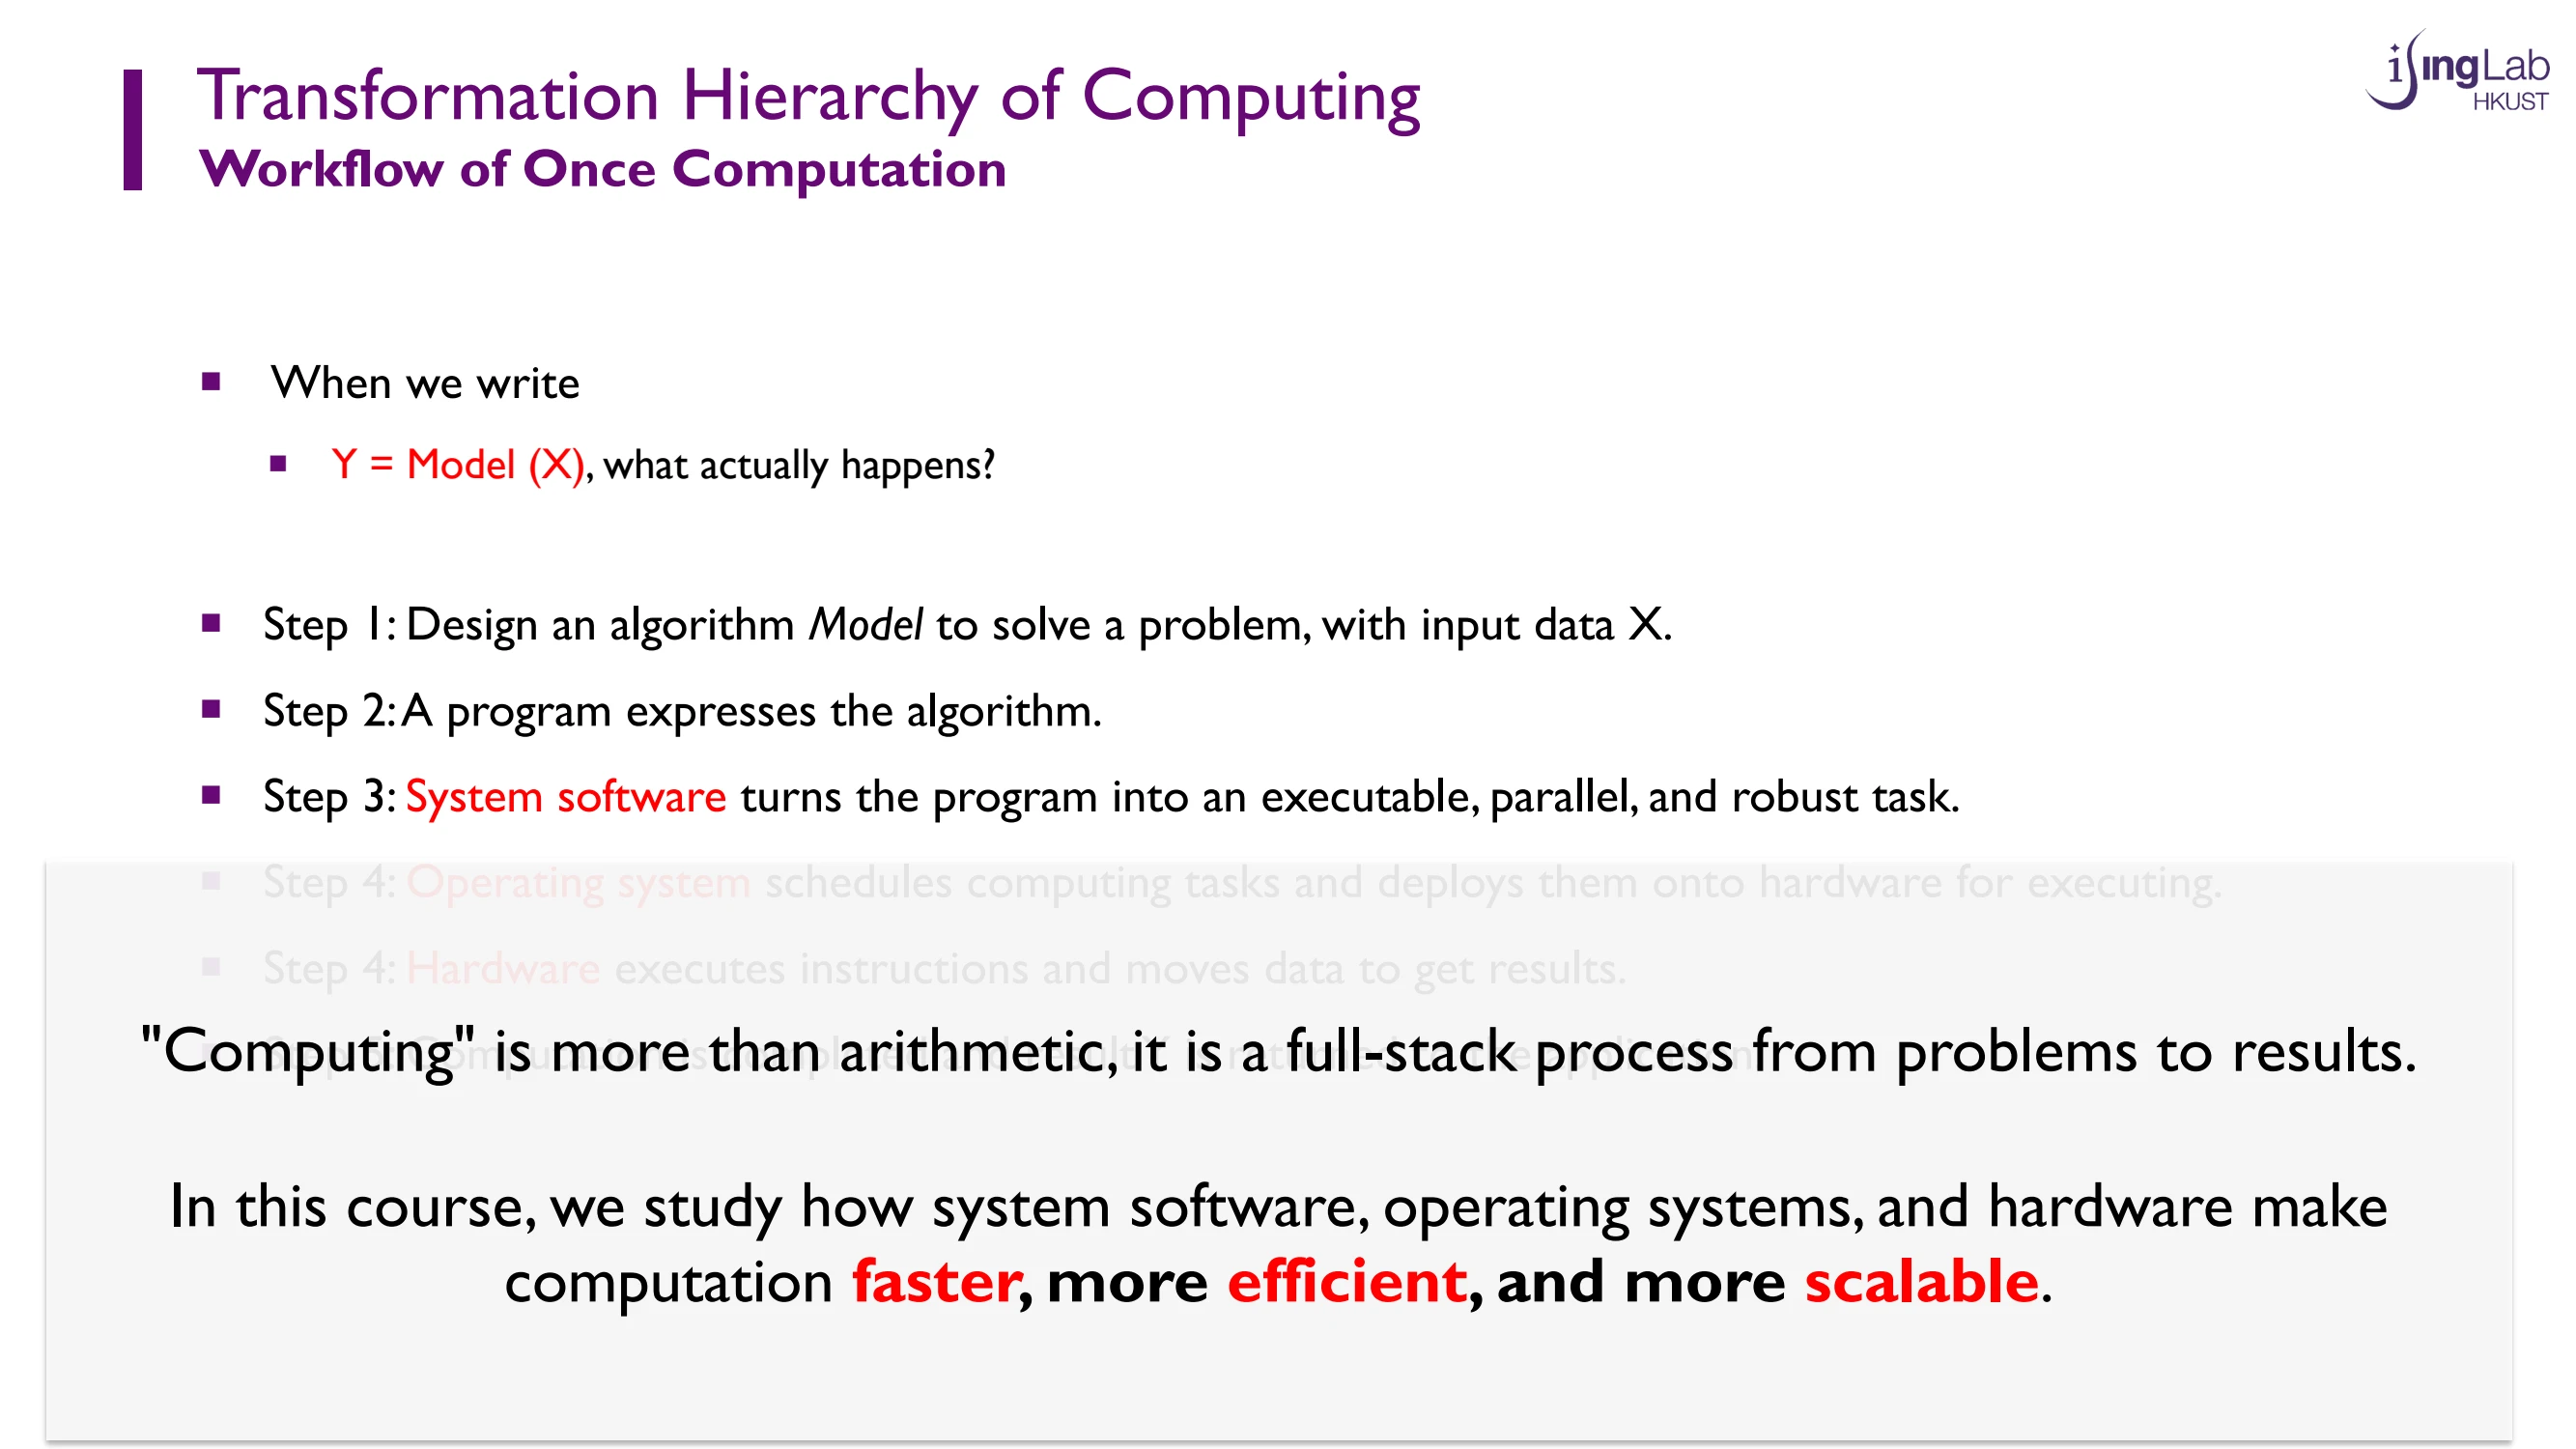 Transformation Hierarchy of Computing
Workflow of Once Computation
isingLab
HKUST
When we write
Y = Model (X), what actually happens?
Step 1: Design an algorithm Model to solve a problem, with input data X.
Step 2: A program expresses the algorithm.
Step 3: System software turns the program into an executable, parallel, and robust task.
Step 4: Operating system schedules computing tasks and deploys them onto hardware for executing.
Step 4: Hardware executes instructions and moves data to get results.
"Computing" is more than arithmetic, it is a full-stack process from problems to results.
In this course, we study how system software, operating systems, and hardware make
computation faster, more efficient, and more scalable.